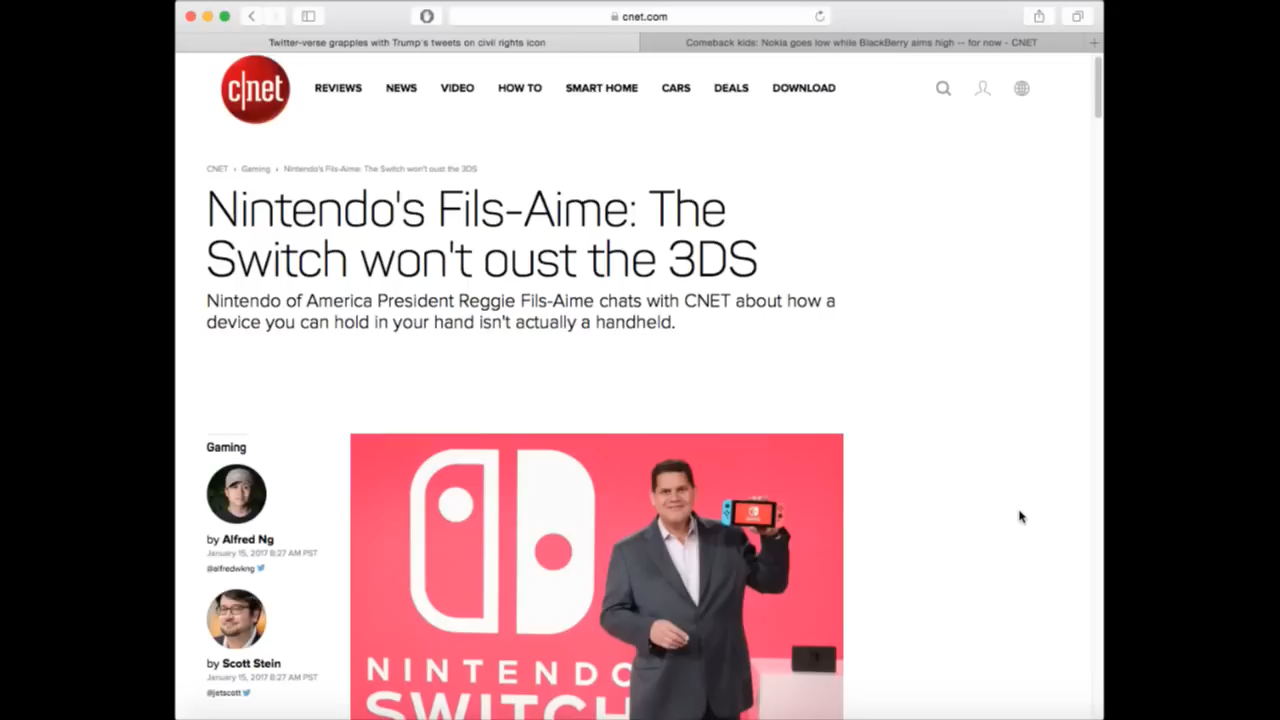 cnet.com
Twitter-verse grapples with Trump's tweets on civil rights icon
Comeback kids: Nokia goes low while BlackBerry aims high -- for now - CNET
c|net
REVIEWS NEWS VIDEO HOW TO SMART HOME CARS DEALS DOWNLOAD
CNET › Gaming › Nintendo's Fils-Aime: The Switch won't oust the 3DS
Nintendo's Fils-Aime: The
Switch won't oust the 3DS
Nintendo of America President Reggie Fils-Aime chats with CNET about how a
device you can hold in your hand isn't actually a handheld.
Gaming
by Alfred Ng
January 15, 2017 8:27 AM PST
@alfredwkng
by Scott Stein
January 15, 2017 8:27 AM PST
@jetscott
NINTENDO
SWITCH